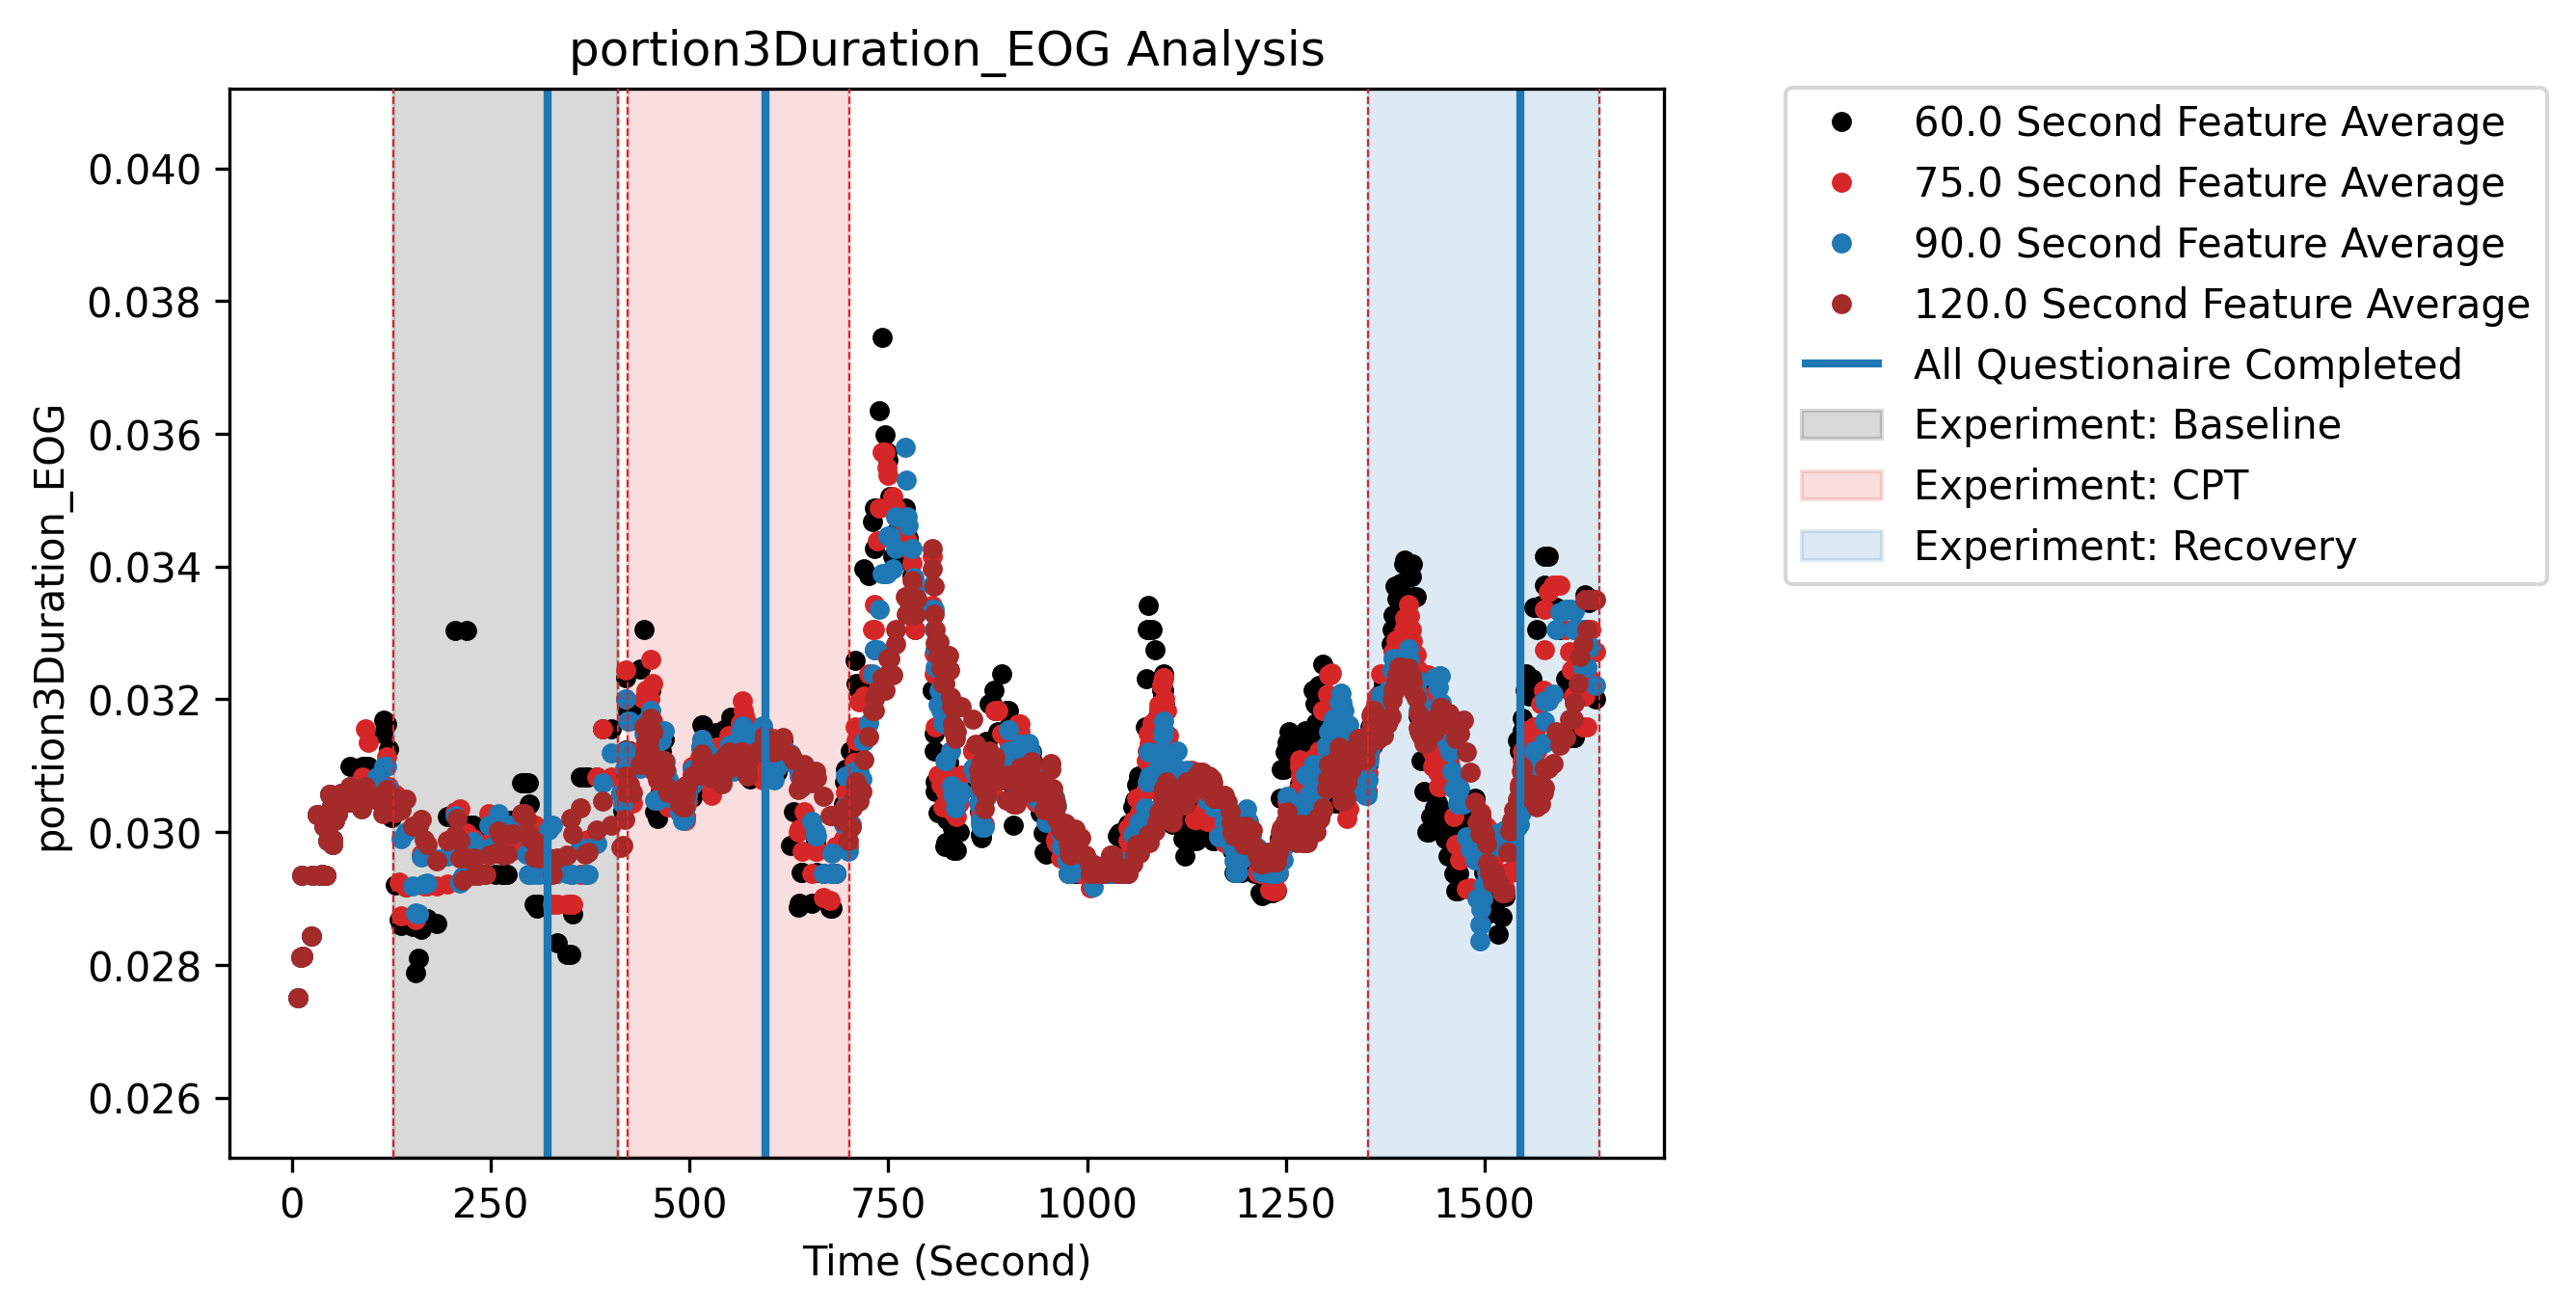 portion3Duration_EOG Analysis
portion3Duration_EOG
0.040
0.038
0.036
0.034
0.032
0.030
0.028
0.026
0
250
500
750
1000
1250
1500
Time (Second)
60.0 Second Feature Average
75.0 Second Feature Average
90.0 Second Feature Average
120.0 Second Feature Average
All Questionaire Completed
Experiment: Baseline
Experiment: CPT
Experiment: Recovery